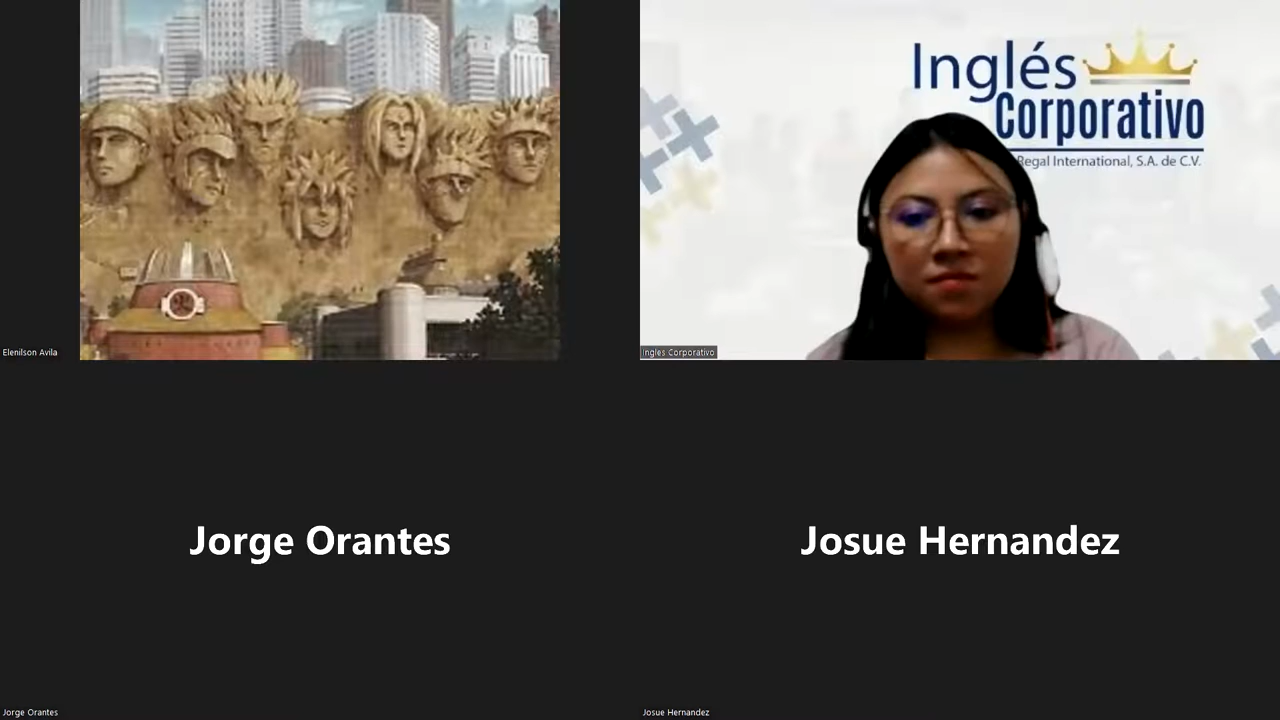 Inglés
Corporativo
Regal International, S.A. de C.V.
Elenilson Avila
Ingles Corporativo
Jorge Orantes
Josue Hernandez
Jorge Orantes
Josue Hernandez